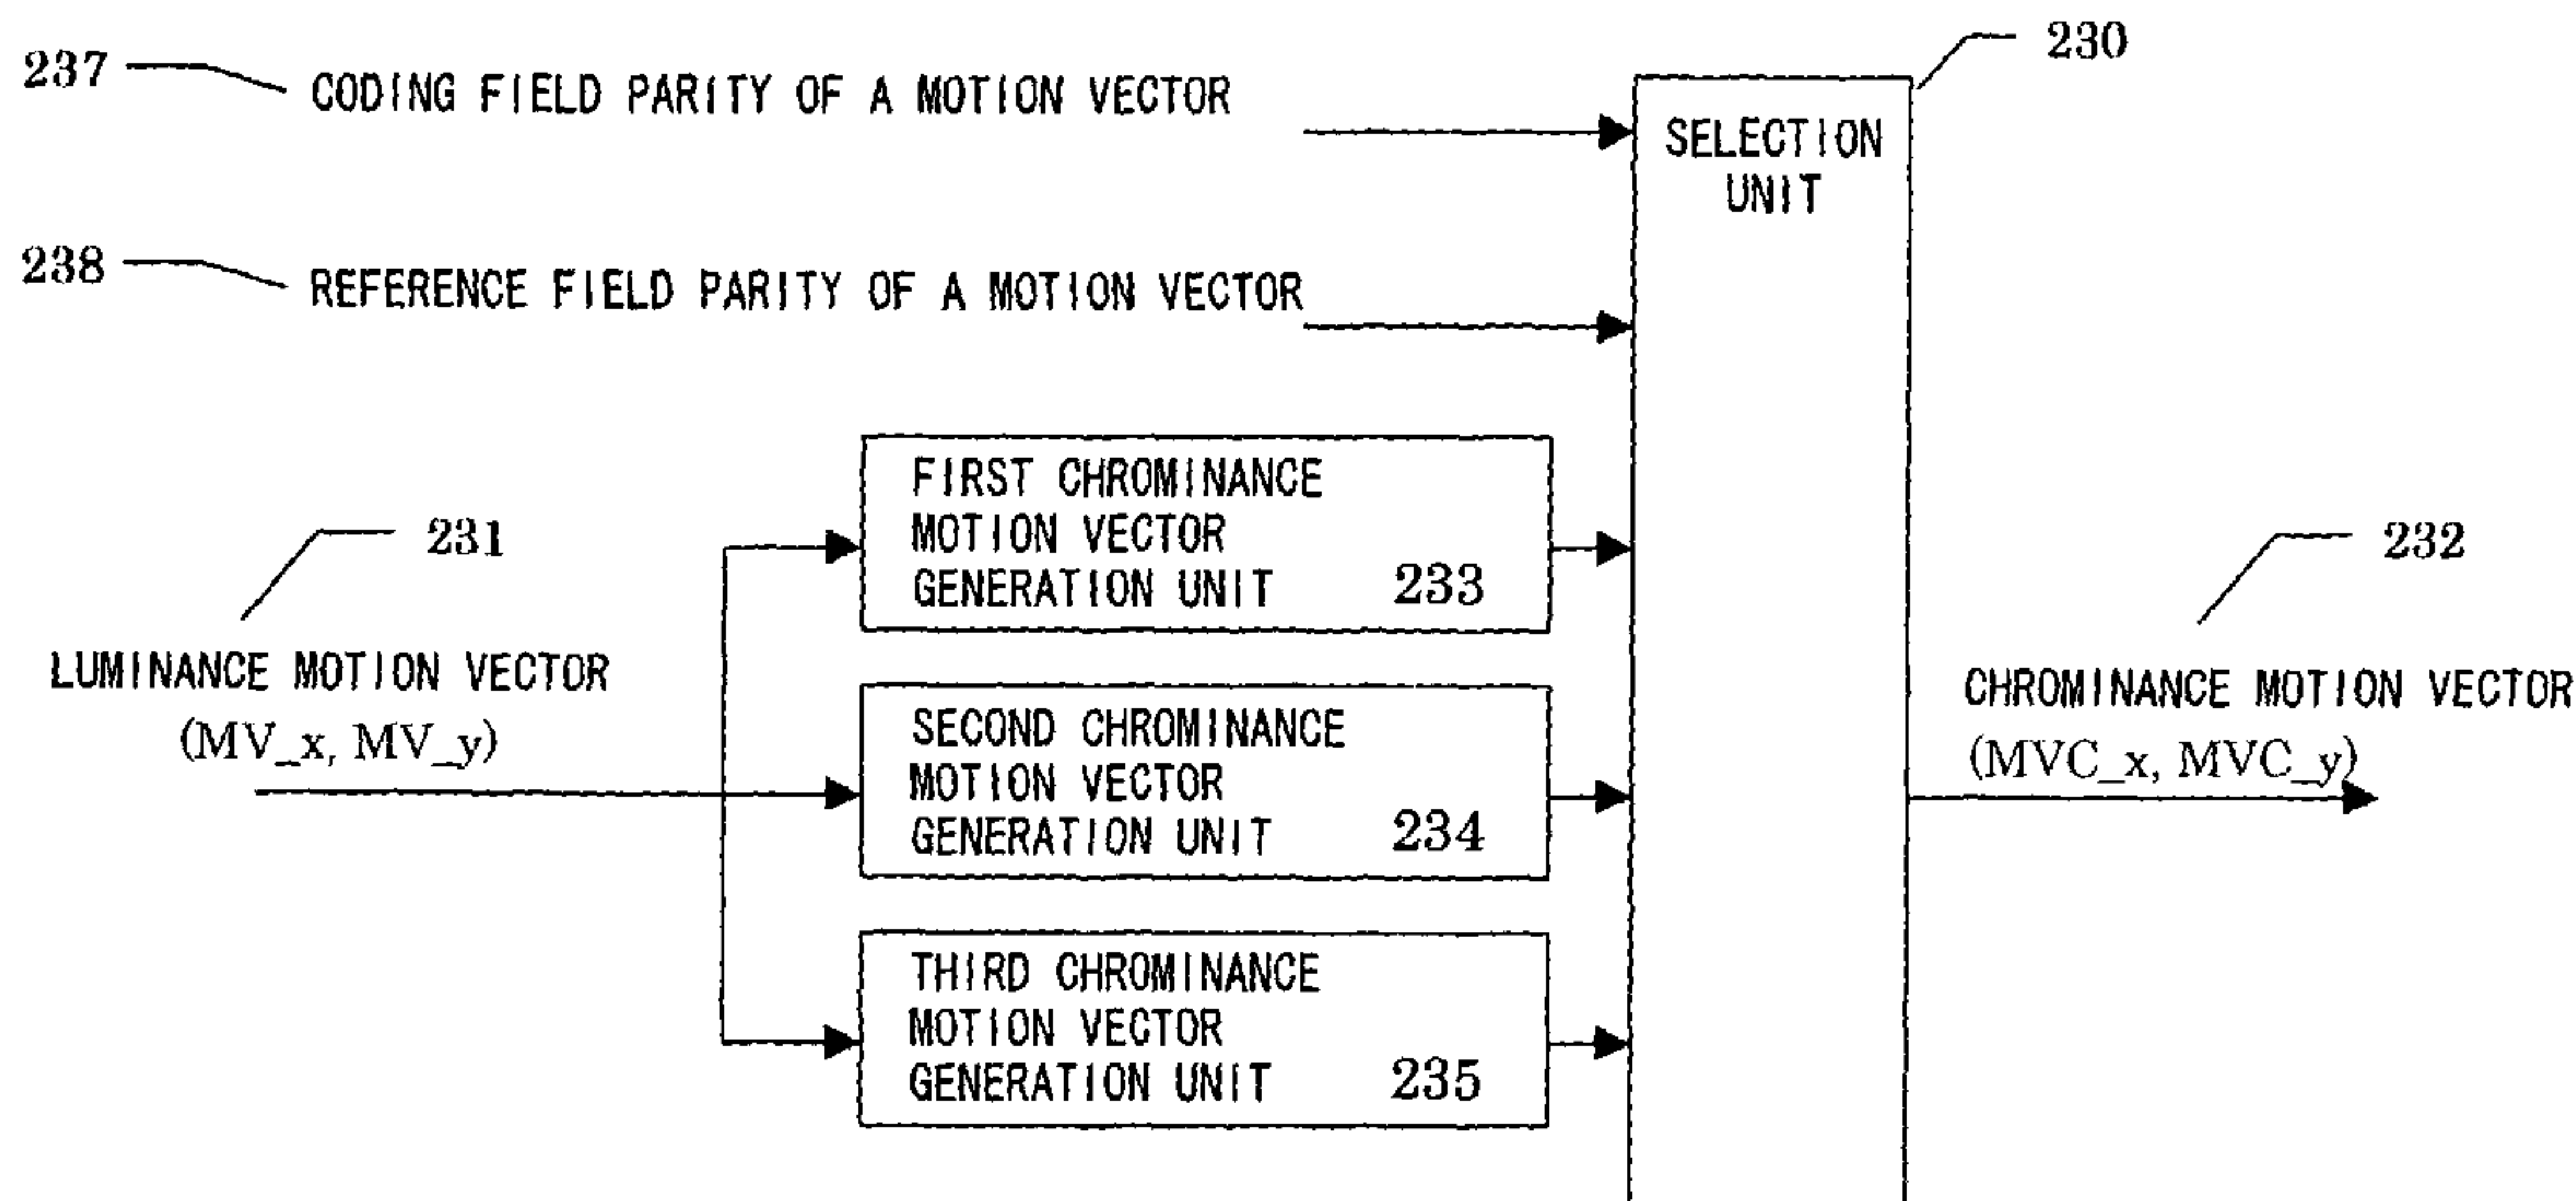 230
237
CODING FIELD PARITY OF A MOTION VECTOR
SELECTION
UNIT
238
REFERENCE FIELD PARITY OF A MOTION VECTOR
FIRST CHROMINANCE
MOTION VECTOR
GENERATION UNIT 233
231
232
LUMINANCE MOTION VECTOR
(MV_x, MV_y)
SECOND CHROMINANCE
MOTION VECTOR
GENERATION UNIT 234
CHROMINANCE MOTION VECTOR
(MVC_x, MVC_y)
THIRD CHROMINANCE
MOTION VECTOR
GENERATION UNIT 235